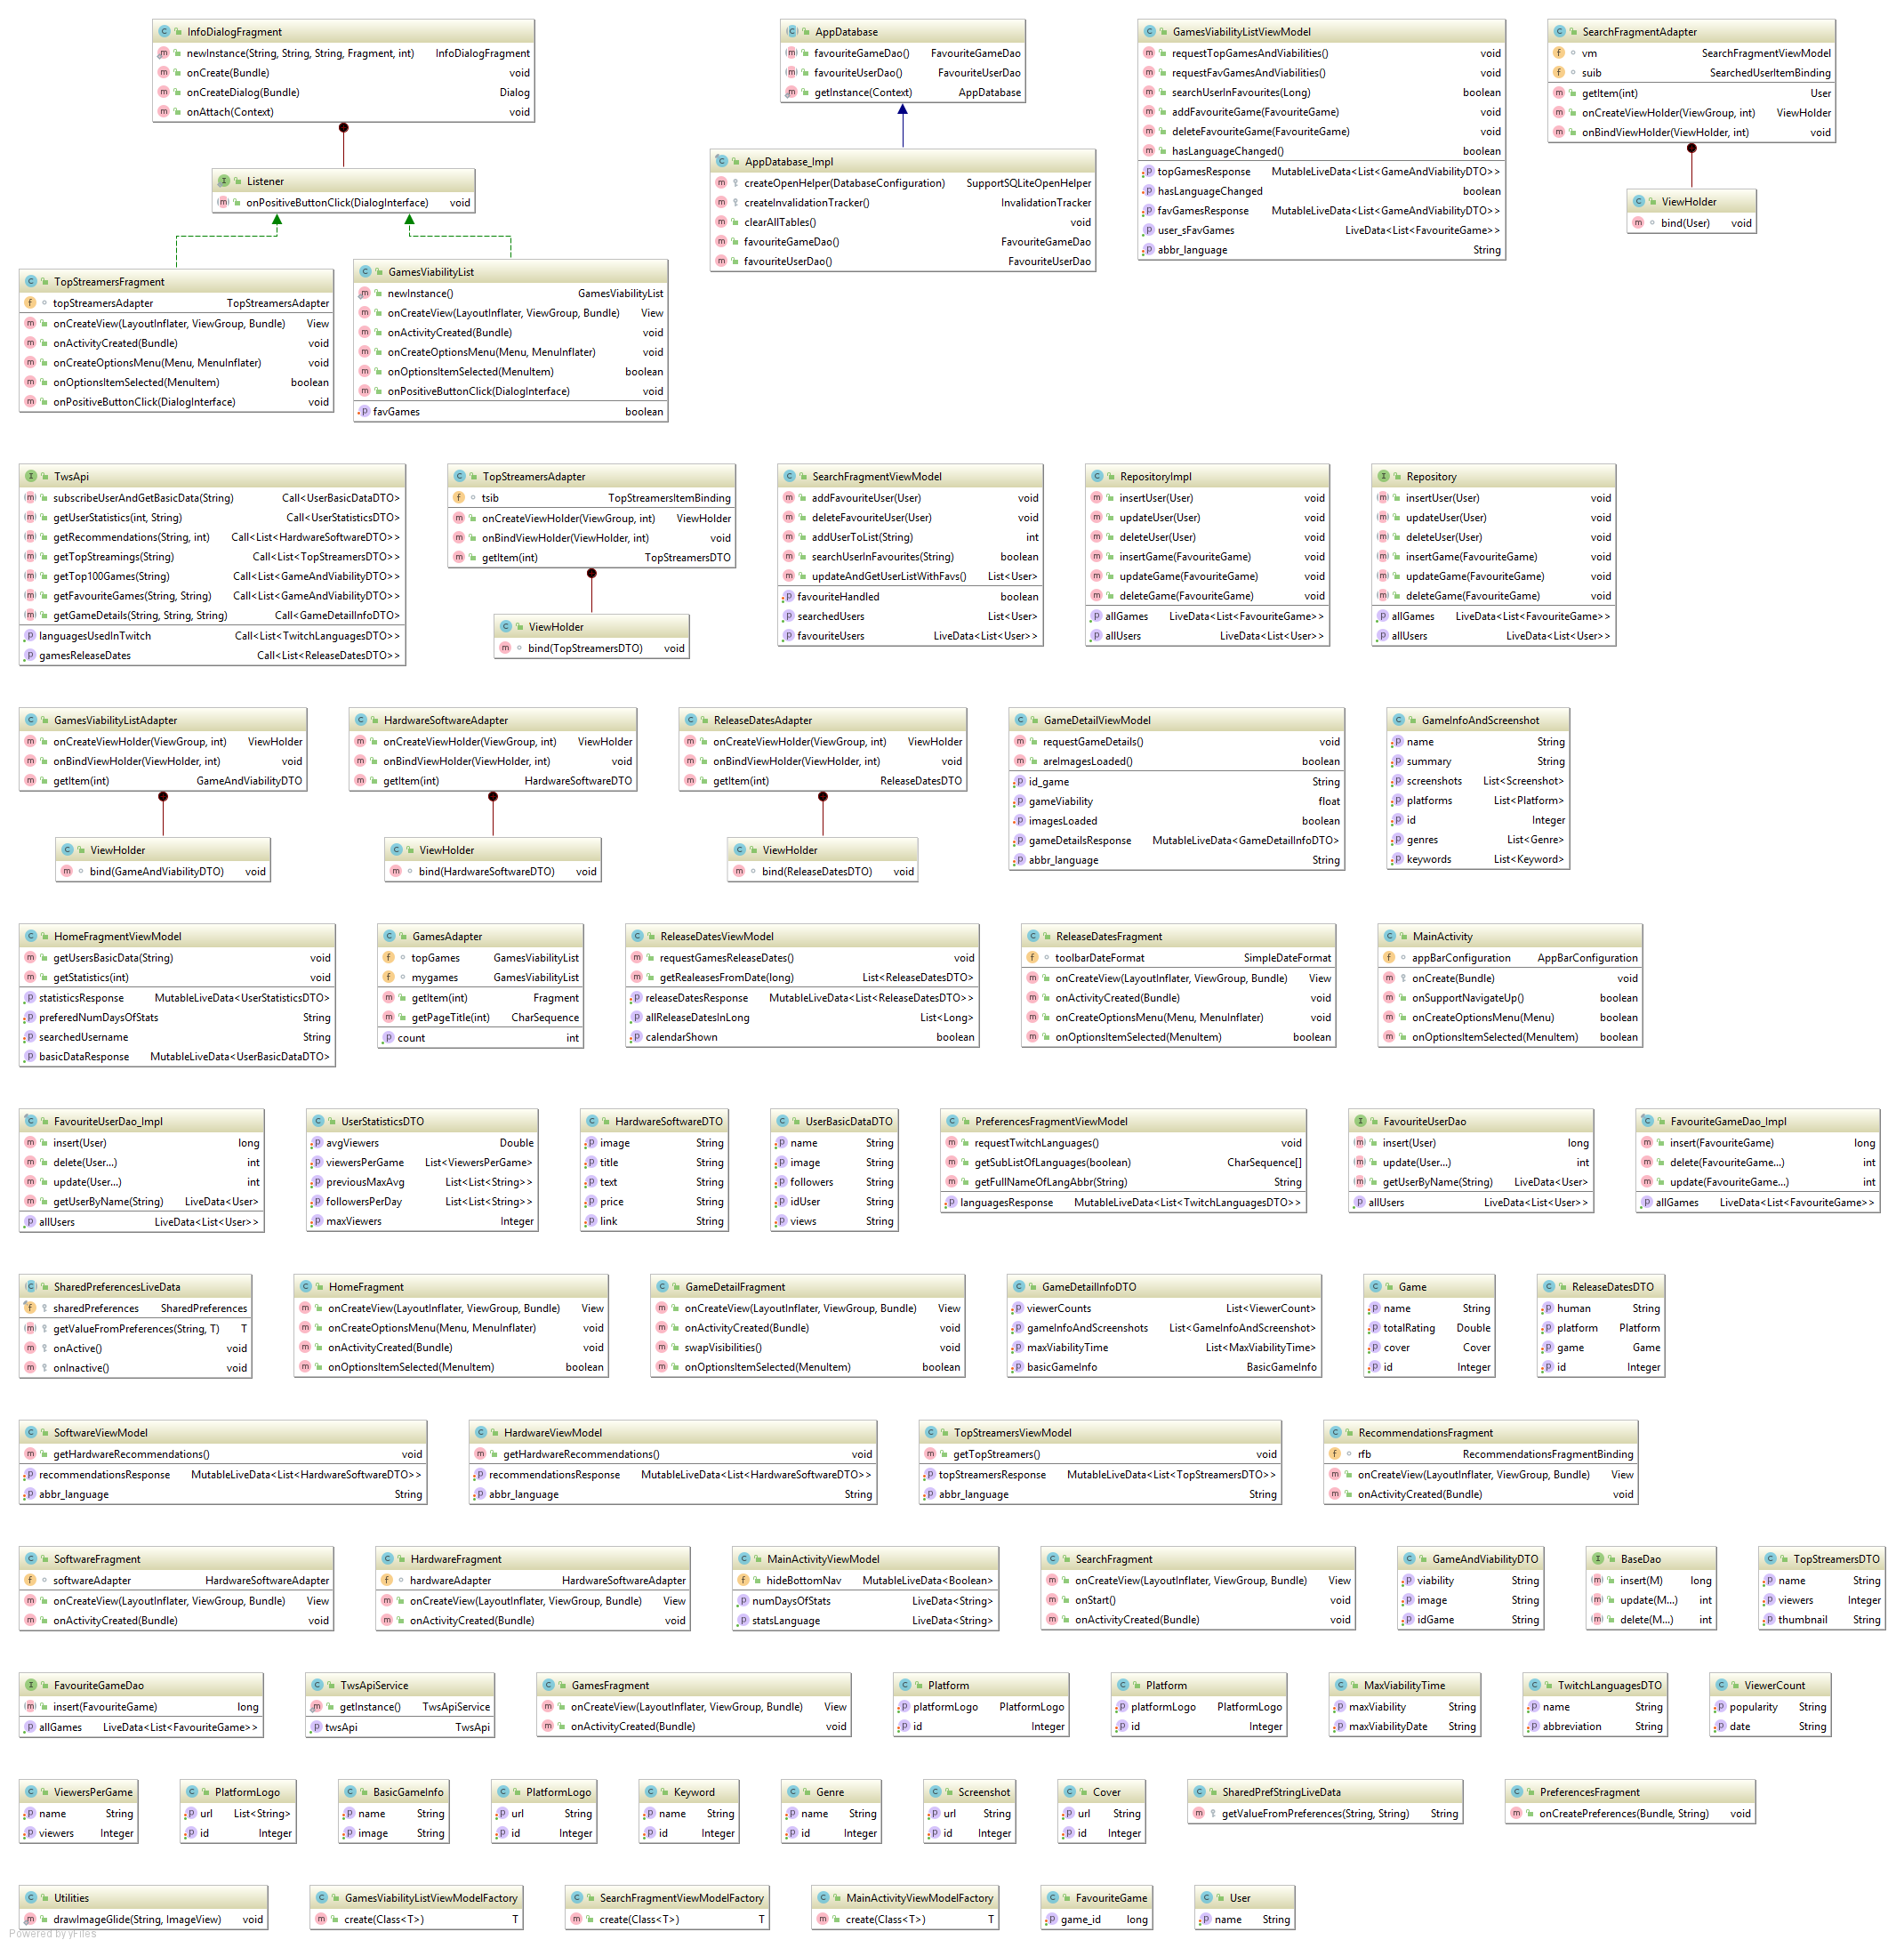 InfoDialogFragment
newInstance(String, String, String, Fragment, int) InfoDialogFragment
onCreate(Bundle) void
onCreateDialog(Bundle) Dialog
onAttach(Context) void
Listener
onPositiveButtonClick(DialogInterface) void
TopStreamersFragment
topStreamersAdapter TopStreamersAdapter
onCreateView(LayoutInflater, ViewGroup, Bundle) View
onActivityCreated(Bundle) void
onCreateOptionsMenu(Menu, MenuInflater) void
onOptionsItemSelected(MenuItem) boolean
onPositiveButtonClick(DialogInterface) void
GamesViabilityList
newInstance() GamesViabilityList
onCreateView(LayoutInflater, ViewGroup, Bundle) View
onActivityCreated(Bundle) void
onCreateOptionsMenu(Menu, MenuInflater) void
onOptionsItemSelected(MenuItem) boolean
onPositiveButtonClick(DialogInterface) void
favGames boolean
AppDatabase
favouriteGameDao() FavouriteGameDao
favouriteUserDao() FavouriteUserDao
getInstance(Context) AppDatabase
AppDatabase_Impl
createOpenHelper(DatabaseConfiguration) SupportSQLiteOpenHelper
createInvalidationTracker() InvalidationTracker
clearAllTables() void
favouriteGameDao() FavouriteGameDao
favouriteUserDao() FavouriteUserDao
GamesViabilityListViewModel
requestTopGamesAndViabilities() void
requestFavGamesAndViabilities() void
searchUserInFavourites(Long) boolean
addFavouriteGame(FavouriteGame) void
deleteFavouriteGame(FavouriteGame) void
hasLanguageChanged() boolean
topGamesResponse MutableLiveData<List<GameAndViabilityDTO>>
hasLanguageChanged boolean
favGamesResponse MutableLiveData<List<GameAndViabilityDTO>>
user_sFavGames LiveData<List<FavouriteGame>>
abbr_language String
SearchFragmentAdapter
vm SearchFragmentViewModel
suib SearchedUserItemBinding
getItem(int) User
onCreateViewHolder(ViewGroup, int) ViewHolder
onBindViewHolder(ViewHolder, int) void
ViewHolder
bind(User) void
TwsApi
subscribeUserAndGetBasicData(String) Call<UserBasicDataDTO>
getUserStatistics(int, String) Call<UserStatisticsDTO>
getRecommendations(String, int) Call<List<HardwareSoftwareDTO>>
getTopStreamings(String) Call<List<TopStreamersDTO>>
getTop100Games(String) Call<List<GameAndViabilityDTO>>
getFavouriteGames(String, String) Call<List<GameAndViabilityDTO>>
getGameDetails(String, String, String) Call<GameDetailInfoDTO>
languagesUsedInTwitch Call<List<TwitchLanguagesDTO>>
gamesReleaseDates Call<List<ReleaseDatesDTO>>
TopStreamersAdapter
tsib TopStreamersItemBinding
onCreateViewHolder(ViewGroup, int) ViewHolder
onBindViewHolder(ViewHolder, int) void
getItem(int) TopStreamersDTO
ViewHolder
bind(TopStreamersDTO) void
SearchFragmentViewModel
addFavouriteUser(User) void
deleteFavouriteUser(User) void
addUserToList(String) int
searchUserInFavourites(String) boolean
updateAndGetUserListWithFavs() List<User>
favouriteHandled boolean
searchedUsers List<User>
favouriteUsers LiveData<List<User>>
RepositoryImpl
insertUser(User) void
updateUser(User) void
deleteUser(User) void
insertGame(FavouriteGame) void
updateGame(FavouriteGame) void
deleteGame(FavouriteGame) void
allGames LiveData<List<FavouriteGame>>
allUsers LiveData<List<User>>
Repository
insertUser(User) void
updateUser(User) void
deleteUser(User) void
insertGame(FavouriteGame) void
updateGame(FavouriteGame) void
deleteGame(FavouriteGame) void
allGames LiveData<List<FavouriteGame>>
allUsers LiveData<List<User>>
GamesViabilityListAdapter
onCreateViewHolder(ViewGroup, int) ViewHolder
onBindViewHolder(ViewHolder, int) void
getItem(int) GameAndViabilityDTO
ViewHolder
bind(GameAndViabilityDTO) void
HardwareSoftwareAdapter
onCreateViewHolder(ViewGroup, int) ViewHolder
onBindViewHolder(ViewHolder, int) void
getItem(int) HardwareSoftwareDTO
ViewHolder
bind(HardwareSoftwareDTO) void
ReleaseDatesAdapter
onCreateViewHolder(ViewGroup, int) ViewHolder
onBindViewHolder(ViewHolder, int) void
getItem(int) ReleaseDatesDTO
ViewHolder
bind(ReleaseDatesDTO) void
GameDetailViewModel
requestGameDetails() void
areImagesLoaded() boolean
id_game String
gameViability float
imagesLoaded boolean
gameDetailsResponse MutableLiveData<GameDetailInfoDTO>
abbr_language String
GameInfoAndScreenshot
name String
summary String
screenshots List<Screenshot>
platforms List<Platform>
id Integer
genres List<Genre>
keywords List<Keyword>
HomeFragmentViewModel
getUsersBasicData(String) void
getStatistics(int) void
statisticsResponse MutableLiveData<UserStatisticsDTO>
preferedNumDaysOfStats String
searchedUsername String
basicDataResponse MutableLiveData<UserBasicDataDTO>
GamesAdapter
topGames GamesViabilityList
mygames GamesViabilityList
getItem(int) Fragment
getPageTitle(int) CharSequence
count int
ReleaseDatesViewModel
requestGamesReleaseDates() void
getRealeasesFromDate(long) List<ReleaseDatesDTO>
releaseDatesResponse MutableLiveData<List<ReleaseDatesDTO>>
allReleaseDatesInLong List<Long>
calendarShown boolean
ReleaseDatesFragment
toolbarDateFormat SimpleDateFormat
onCreateView(LayoutInflater, ViewGroup, Bundle) View
onActivityCreated(Bundle) void
onCreateOptionsMenu(Menu, MenuInflater) void
onOptionsItemSelected(MenuItem) boolean
MainActivity
appBarConfiguration AppBarConfiguration
onCreate(Bundle) void
onSupportNavigateUp() boolean
onCreateOptionsMenu(Menu) boolean
onOptionsItemSelected(MenuItem) boolean
FavouriteUserDao_Impl
insert(User) long
delete(User...) int
update(User...) int
getUserByName(String) LiveData<User>
allUsers LiveData<List<User>>
UserStatisticsDTO
avgViewers Double
viewersPerGame List<ViewersPerGame>
previousMaxAvg List<List<String>>
followersPerDay List<List<String>>
maxViewers Integer
HardwareSoftwareDTO
image String
title String
text String
price String
link String
UserBasicDataDTO
name String
image String
followers String
idUser String
views String
PreferencesFragmentViewModel
requestTwitchLanguages() void
getSubListOfLanguages(boolean) CharSequence[]
getFullNameOfLangAbbr(String) String
languagesResponse MutableLiveData<List<TwitchLanguagesDTO>>
FavouriteUserDao
insert(User) long
update(User...) int
getUserByName(String) LiveData<User>
allUsers LiveData<List<User>>
FavouriteGameDao_Impl
insert(FavouriteGame) long
delete(FavouriteGame...) int
update(FavouriteGame...) int
allGames LiveData<List<FavouriteGame>>
SharedPreferencesLiveData
sharedPreferences SharedPreferences
getValueFromPreferences(String, T) T
onActive() void
onInactive() void
HomeFragment
onCreateView(LayoutInflater, ViewGroup, Bundle) View
onCreateOptionsMenu(Menu, MenuInflater) void
onActivityCreated(Bundle) void
onOptionsItemSelected(MenuItem) boolean
GameDetailFragment
onCreateView(LayoutInflater, ViewGroup, Bundle) View
onActivityCreated(Bundle) void
swapVisibilities() void
onOptionsItemSelected(MenuItem) boolean
GameDetailInfoDTO
viewerCounts List<ViewerCount>
gameInfoAndScreenshots List<GameInfoAndScreenshot>
maxViabilityTime List<MaxViabilityTime>
basicGameInfo BasicGameInfo
Game
name String
totalRating Double
cover Cover
id Integer
ReleaseDatesDTO
human String
platform Platform
game Game
id Integer
SoftwareViewModel
getHardwareRecommendations() void
recommendationsResponse MutableLiveData<List<HardwareSoftwareDTO>>
abbr_language String
HardwareViewModel
getHardwareRecommendations() void
recommendationsResponse MutableLiveData<List<HardwareSoftwareDTO>>
abbr_language String
TopStreamersViewModel
getTopStreamers() void
topStreamersResponse MutableLiveData<List<TopStreamersDTO>>
abbr_language String
RecommendationsFragment
rfb RecommendationsFragmentBinding
onCreateView(LayoutInflater, ViewGroup, Bundle) View
onActivityCreated(Bundle) void
SoftwareFragment
softwareAdapter HardwareSoftwareAdapter
onCreateView(LayoutInflater, ViewGroup, Bundle) View
onActivityCreated(Bundle) void
HardwareFragment
hardwareAdapter HardwareSoftwareAdapter
onCreateView(LayoutInflater, ViewGroup, Bundle) View
onActivityCreated(Bundle) void
MainActivityViewModel
hideBottomNav MutableLiveData<Boolean>
numDaysOfStats LiveData<String>
statsLanguage LiveData<String>
SearchFragment
onCreateView(LayoutInflater, ViewGroup, Bundle) View
onStart() void
onActivityCreated(Bundle) void
GameAndViabilityDTO
viability String
image String
idGame String
BaseDao
insert(M) long
update(M...) int
delete(M...) int
TopStreamersDTO
name String
viewers Integer
thumbnail String
FavouriteGameDao
insert(FavouriteGame) long
allGames LiveData<List<FavouriteGame>>
TwsApiService
getInstance() TwsApiService
twsApi TwsApi
GamesFragment
onCreateView(LayoutInflater, ViewGroup, Bundle) View
onActivityCreated(Bundle) void
Platform
platformLogo PlatformLogo
id Integer
Platform
platformLogo PlatformLogo
id Integer
MaxViabilityTime
maxViability String
maxViabilityDate String
TwitchLanguagesDTO
name String
abbreviation String
ViewerCount
popularity String
date String
ViewersPerGame
name String
viewers Integer
PlatformLogo
url List<String>
id Integer
BasicGameInfo
name String
image String
PlatformLogo
url String
id Integer
Keyword
name String
id Integer
Genre
name String
id Integer
Screenshot
url String
id Integer
Cover
url String
id Integer
SharedPrefStringLiveData
getValueFromPreferences(String, String) String
PreferencesFragment
onCreatePreferences(Bundle, String) void
Utilities
drawImageGlide(String, ImageView) void
GamesViabilityListViewModelFactory
create(Class<T>) T
SearchFragmentViewModelFactory
create(Class<T>) T
MainActivityViewModelFactory
create(Class<T>) T
FavouriteGame
game_id long
User
name String
Powered by yFiles